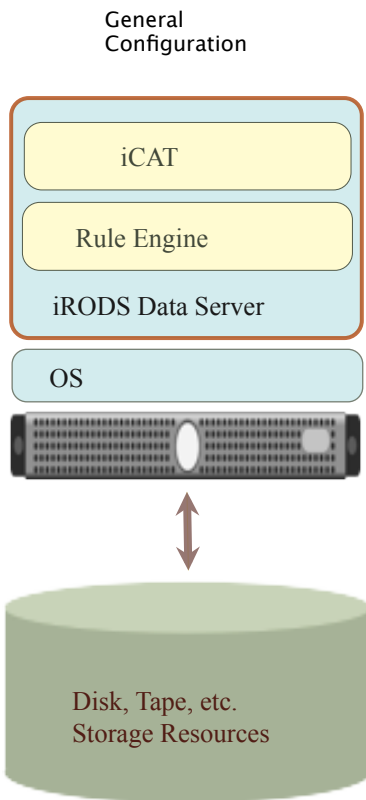 General
Configuration
iCAT
Rule Engine
iRODS Data Server
OS
Disk, Tape, etc.
Storage Resources